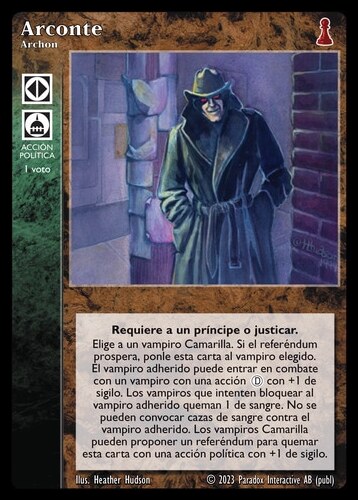 Arconte
Archon
ACCIÓN
POLÍTICA
1 voto
Requiere a un príncipe o justicar.
Elige a un vampiro Camarilla. Si el referéndum
prospera, ponle esta carta al vampiro elegido.
El vampiro adherido puede entrar en combate
con un vampiro con una acción Ⓓ con +1 de
sigilo. Los vampiros que intenten bloquear al
vampiro adherido queman 1 de sangre. No se
pueden convocar cazas de sangre contra el
vampiro adherido. Los vampiros Camarilla
pueden proponer un referéndum para quemar
esta carta con una acción política con +1 de sigilo.
Ilus. Heather Hudson © 2023 Paradox Interactive AB (publ)